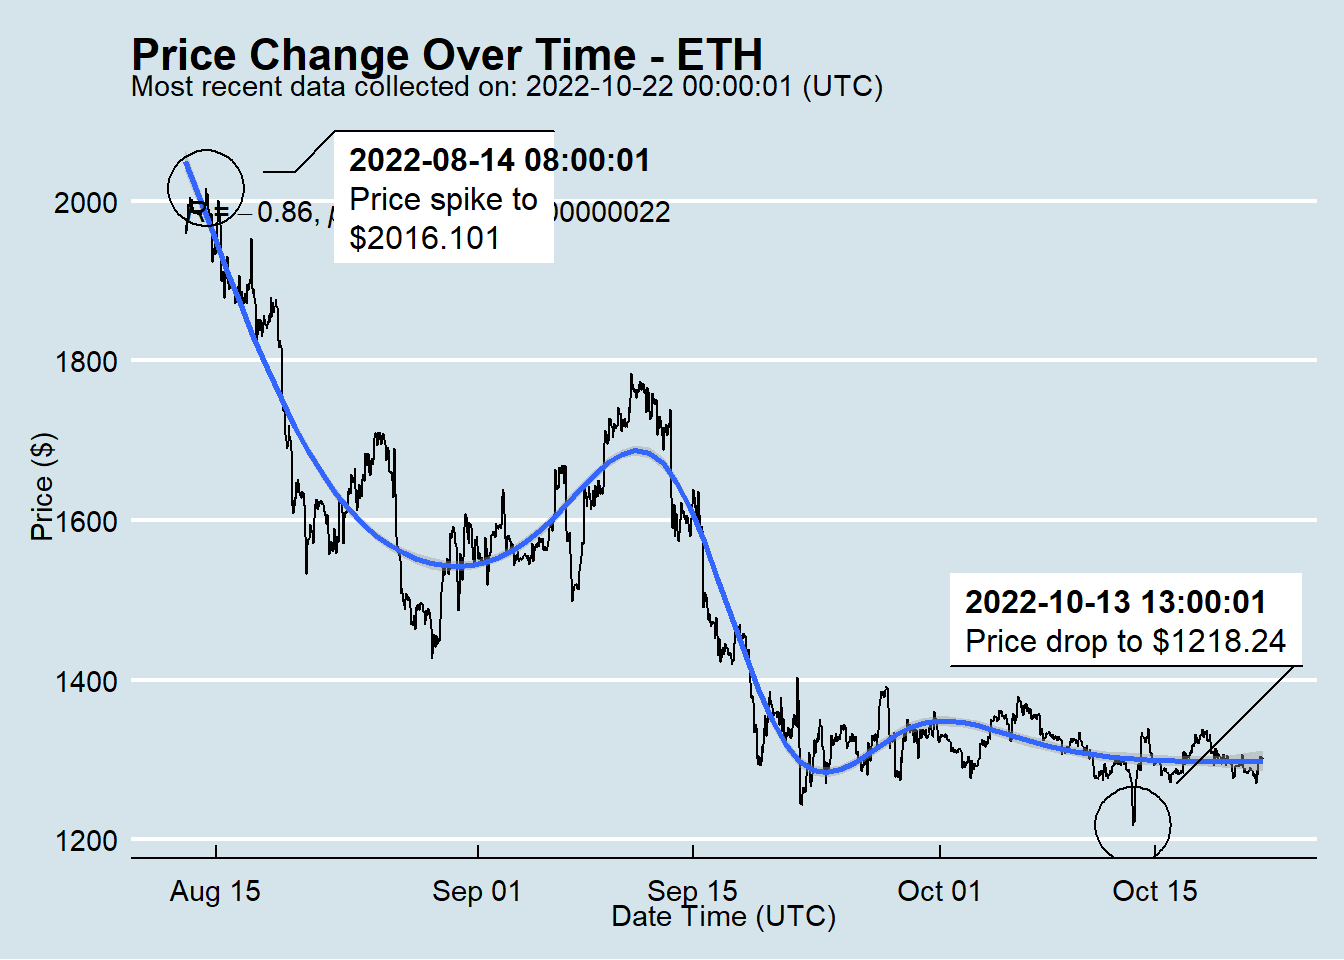 Price Change Over Time - ETH
Most recent data collected on: 2022-10-22 00:00:01 (UTC)
2022-08-14 08:00:01
Price spike to
$2016.101
R = −0.86, p 00000022
2000
1800
1600
1400
1200
Price ($)
2022-10-13 13:00:01
Price drop to $1218.24
Aug 15 Sep 01 Sep 15 Oct 01 Oct 15
Date Time (UTC)